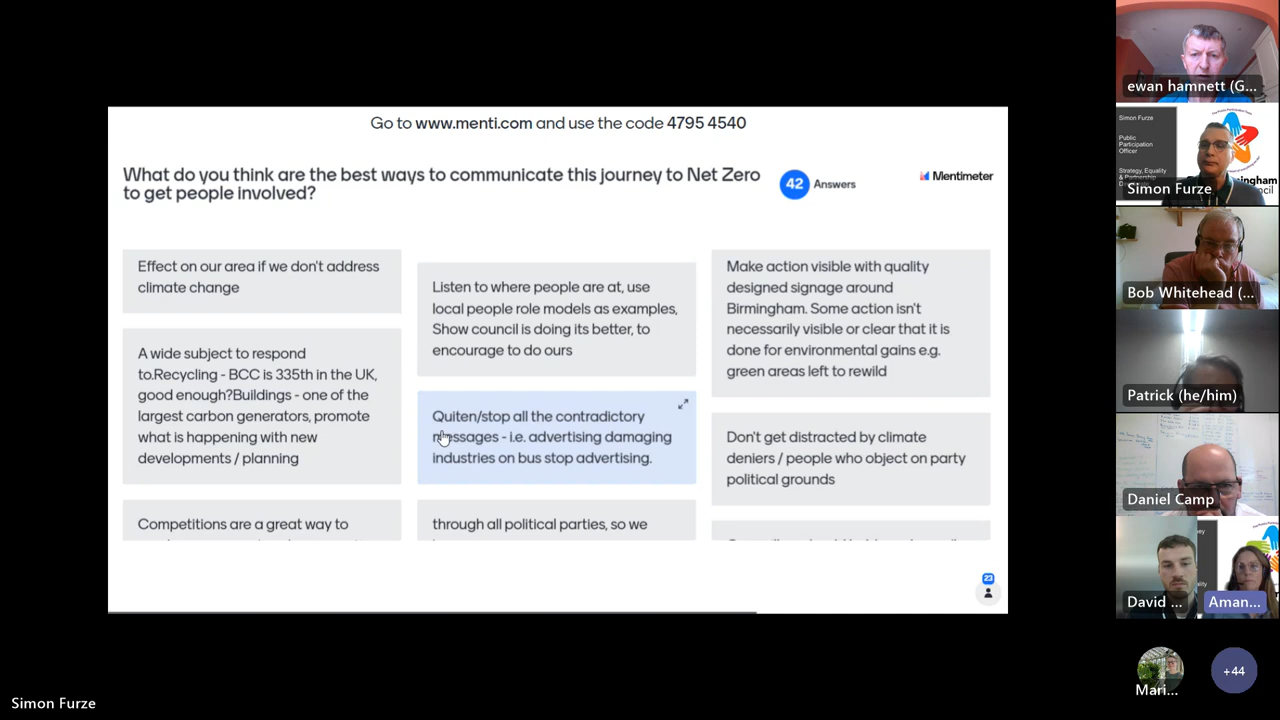 Go to www.menti.com and use the code 4795 4540
What do you think are the best ways to communicate this journey to Net Zero
to get people involved?
42 Answers
Mentimeter
Effect on our area if we don't address
climate change
A wide subject to respond
to.Recycling - BCC is 335th in the UK,
good enough?Buildings - one of the
largest carbon generators, promote
what is happening with new
developments / planning
Competitions are a great way to
Listen to where people are at, use
local people role models as examples,
Show council is doing its better, to
encourage to do ours
Quiten/stop all the contradictory
messages - i.e. advertising damaging
industries on bus stop advertising.
through all political parties, so we
Make action visible with quality
designed signage around
Birmingham. Some action isn't
necessarily visible or clear that it is
done for environmental gains e.g.
green areas left to rewild
Don't get distracted by climate
deniers / people who object on party
political grounds
23
ewan hamnett (G...
Simon Furze
Public
Participation
Officer
Strategy, Equality
& Partnership
Simon Furze
Bob Whitehead (...
Patrick (he/him)
Daniel Camp
David ...
Aman...
Mari...
+44
Simon Furze